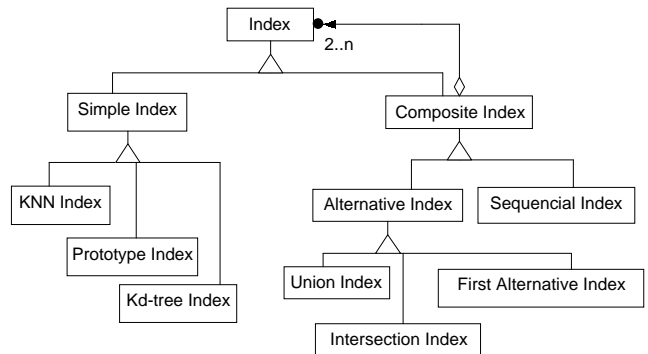 Index
2..n
Simple Index
Composite Index
KNN Index
Alternative Index
Sequencial Index
Prototype Index
Union Index
First Alternative Index
Kd-tree Index
Intersection Index